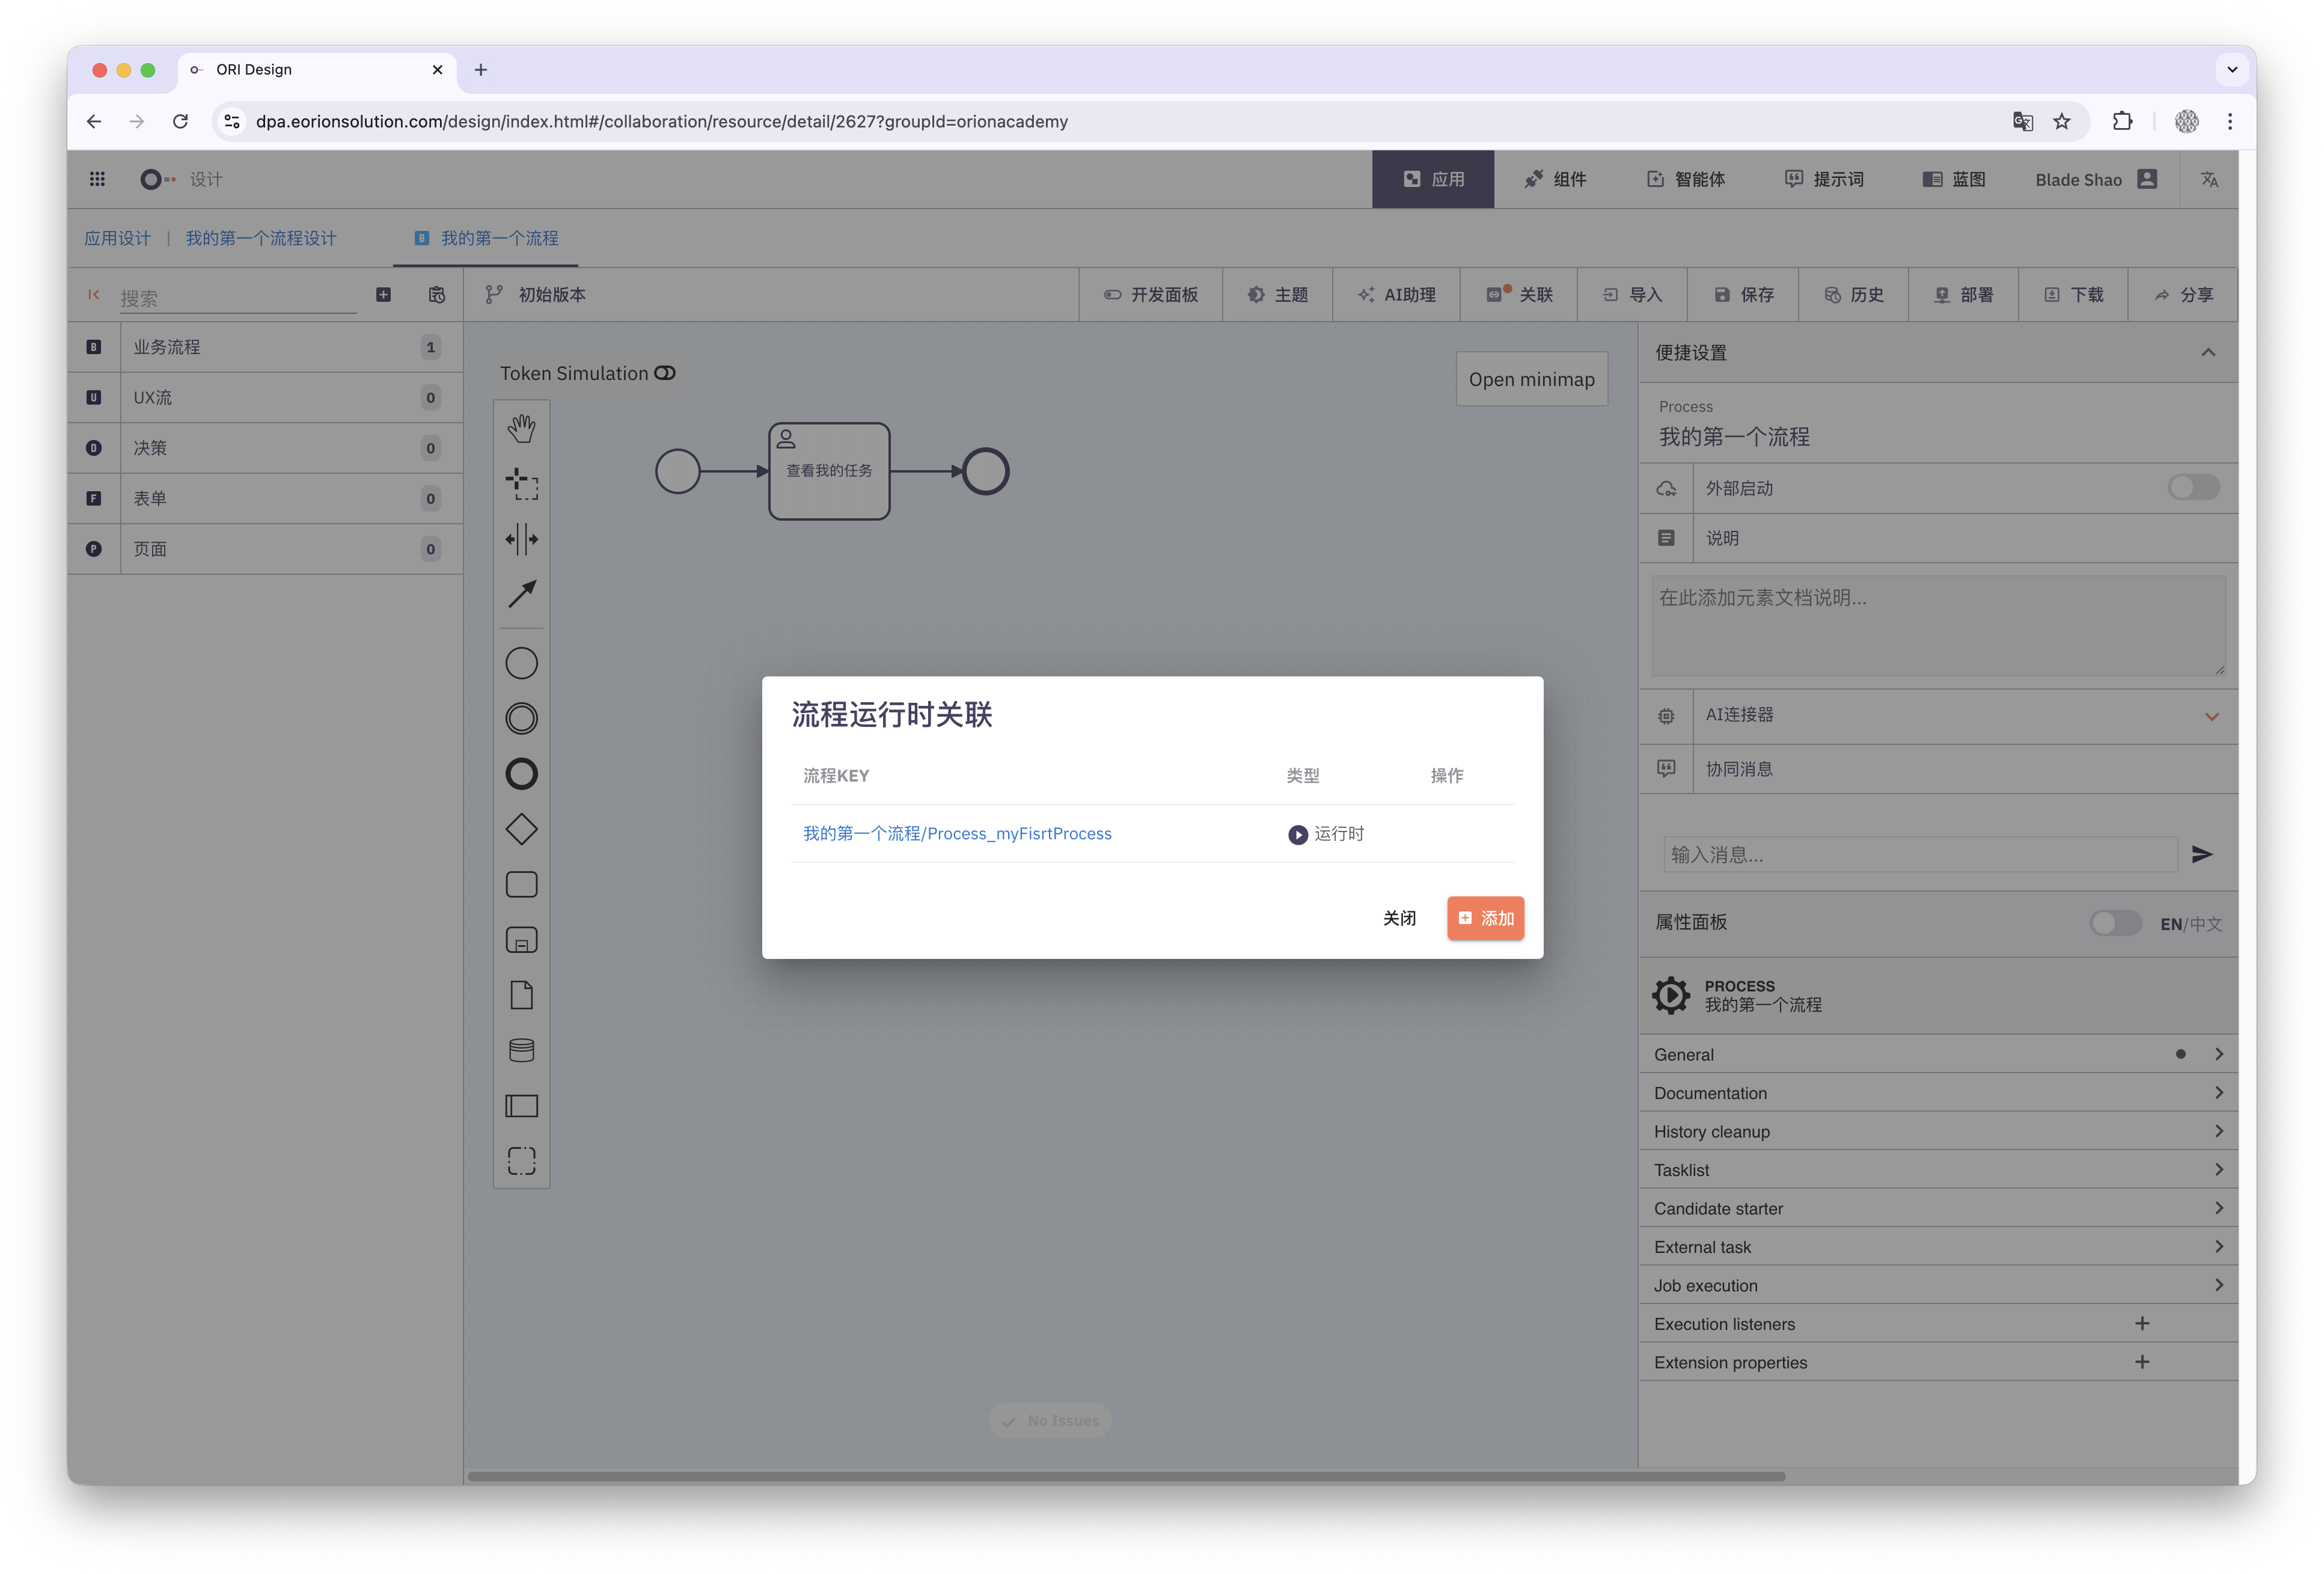 ORI Design
dpa.eorionsolution.com/design/index.html#/collaboration/resource/detail/2627?groupId=orionacademy
设计
应用
组件
智能体
提示词
蓝图
Blade Shao
应用设计 | 我的第一个流程设计
B 我的第一个流程
搜索
初始版本
开发面板
主题
AI助理
关联
导入
保存
历史
部署
下载
分享
B 业务流程 1
U UX流 0
D 决策 0
F 表单 0
P 页面 0
Token Simulation
Open minimap
查看我的任务
流程运行时关联
流程KEY 类型 操作
我的第一个流程/Process_myFisrtProcess 运行时
关闭 添加
No Issues
便捷设置
Process
我的第一个流程
外部启动
说明
在此添加元素文档说明...
AI连接器
协同消息
输入消息...
属性面板 EN/中文
PROCESS
我的第一个流程
General
Documentation
History cleanup
Tasklist
Candidate starter
External task
Job execution
Execution listeners
Extension properties